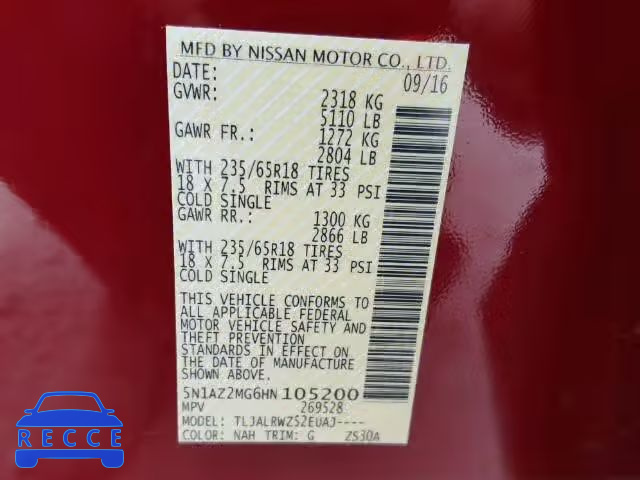 MFD BY NISSAN MOTOR CO., LTD.
DATE: 09/16
GVWR: 2318 KG
5110 LB
GAWR FR.: 1272 KG
2804 LB
WITH 235/65R18 TIRES
18 X 7.5 RIMS AT 33 PSI
COLD SINGLE
GAWR RR.: 1300 KG
2866 LB
WITH 235/65R18 TIRES
18 X 7.5 RIMS AT 33 PSI
COLD SINGLE
THIS VEHICLE CONFORMS TO
ALL APPLICABLE FEDERAL
MOTOR VEHICLE SAFETY AND
THEFT PREVENTION
STANDARDS IN EFFECT ON
THE DATE OF MANUFACTURE
SHOWN ABOVE.
5N1AZ2MG6HN105200
MPV 269528
TLJALRWZS2EUAJ----
COLOR: NAH TRIM: G ZS30A
RECCE